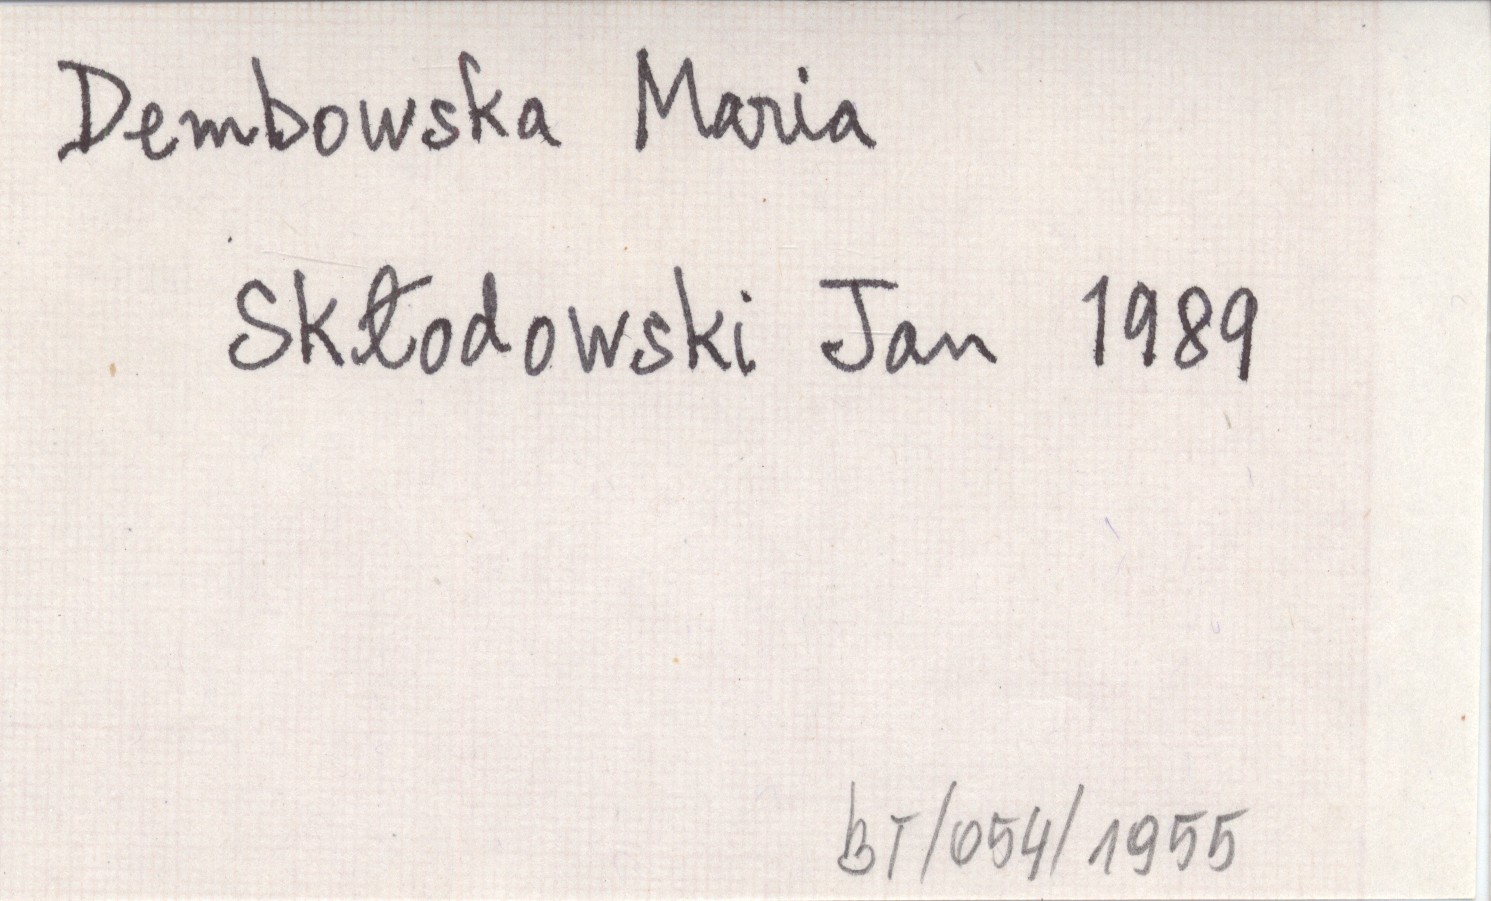 Dembowska Maria
Skłodowski Jan 1989
BT/054/1955